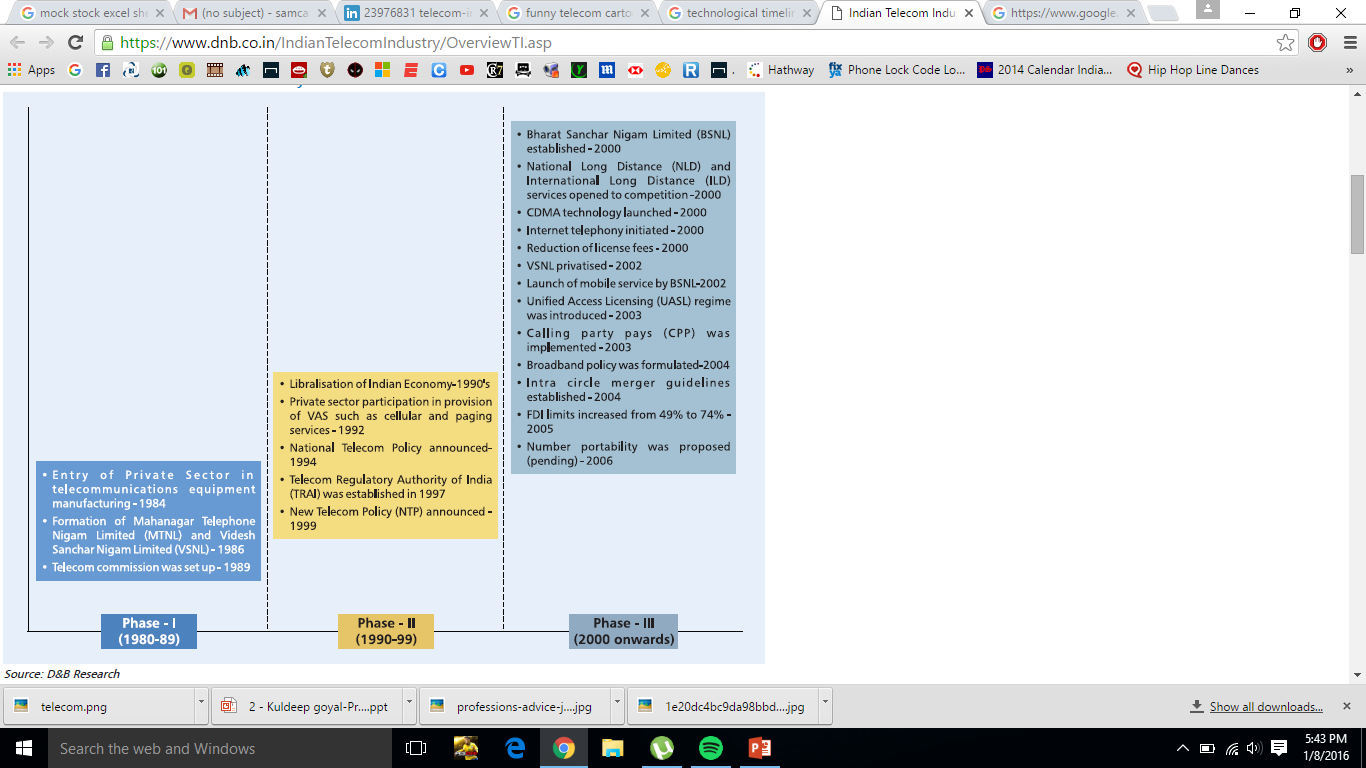 mock stock excel she
(no subject) - samca
23976831 telecom-i
funny telecom carto
technological timelin
Indian Telecom Indu
https://www.google.
https://www.dnb.co.in/IndianTelecomIndustry/OverviewTI.asp
Apps
Hathway
Phone Lock Code Lo...
2014 Calendar India...
Hip Hop Line Dances
»
• Entry of Private Sector in
telecommunications equipment
manufacturing - 1984
• Formation of Mahanagar Telephone
Nigam Limited (MTNL) and Videsh
Sanchar Nigam Limited (VSNL) - 1986
• Telecom commission was set up - 1989
• Libralisation of Indian Economy-1990's
• Private sector participation in provision
of VAS such as cellular and paging
services - 1992
• National Telecom Policy announced-
1994
• Telecom Regulatory Authority of India
(TRAI) was established in 1997
• New Telecom Policy (NTP) announced -
1999
• Bharat Sanchar Nigam Limited (BSNL)
established - 2000
• National Long Distance (NLD) and
International Long Distance (ILD)
services opened to competition -2000
• CDMA technology launched - 2000
• Internet telephony initiated - 2000
• Reduction of license fees - 2000
• VSNL privatised - 2002
• Launch of mobile service by BSNL-2002
• Unified Access Licensing (UASL) regime
was introduced - 2003
• Calling party pays (CPP) was
implemented - 2003
• Broadband policy was formulated-2004
• Intra circle merger guidelines
established - 2004
• FDI limits increased from 49% to 74% -
2005
• Number portability was proposed
(pending) - 2006
Phase - I
(1980-89)
Phase - II
(1990-99)
Phase - III
(2000 onwards)
Source: D&B Research
telecom.png
2 - Kuldeep goyal-Pr....ppt
professions-advice-j....jpg
1e20dc4bc9da98bbd....jpg
Show all downloads...
Search the web and Windows
5:43 PM
1/8/2016